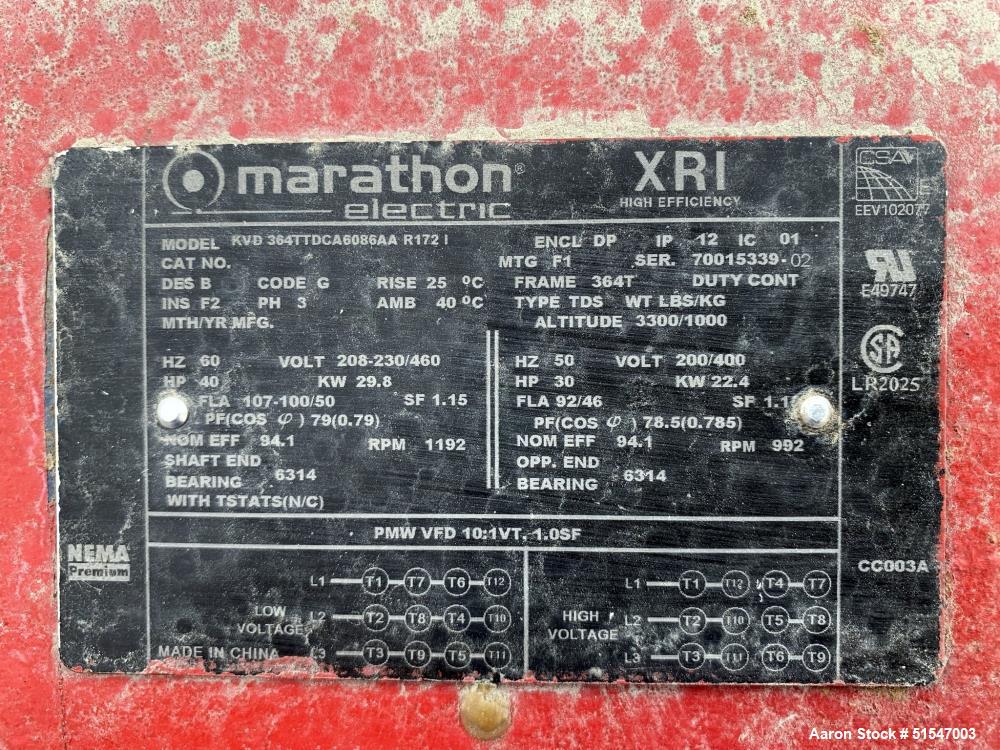 marathon® XRI
electric HIGH EFFICIENCY
CSA
EEV102077 E
MODEL KVD 364TTDCA6086AA R172 I ENCL DP IP 12 IC 01
CAT NO. MTG F1 SER. 70015339-02
DES B CODE G RISE 25 ºC FRAME 364T DUTY CONT
INS F2 PH 3 AMB 40 ºC TYPE TDS WT LBS/KG
MTH/YR MFG. ALTITUDE 3300/1000
E49747
HZ 60 VOLT 208-230/460
HP 40 KW 29.8
FLA 107-100/50 SF 1.15
PF(COS φ ) 79(0.79)
NOM EFF 94.1 RPM 1192
SHAFT END
BEARING 6314
WITH TSTATS(N/C)
HZ 50 VOLT 200/400
HP 30 KW 22.4
FLA 92/46 SF
PF(COS φ ) 78.5(0.785)
NOM EFF 94.1 RPM 992
OPP. END
BEARING 6314
LR2025
PMW VFD 10:1VT, 1.0SF
NEMA
Premium
CC003A
LOW
VOLTAGE
L1 T1 T7 T6 T12
L2 T2 T8 T4 T10
L3 T3 T9 T5 T11
MADE IN CHINA
HIGH
VOLTAGE
L1 T1 T12 T4 T7
L2 T2 T10 T5 T8
L3 T3 T11 T6 T9
Aaron Stock # 51547003